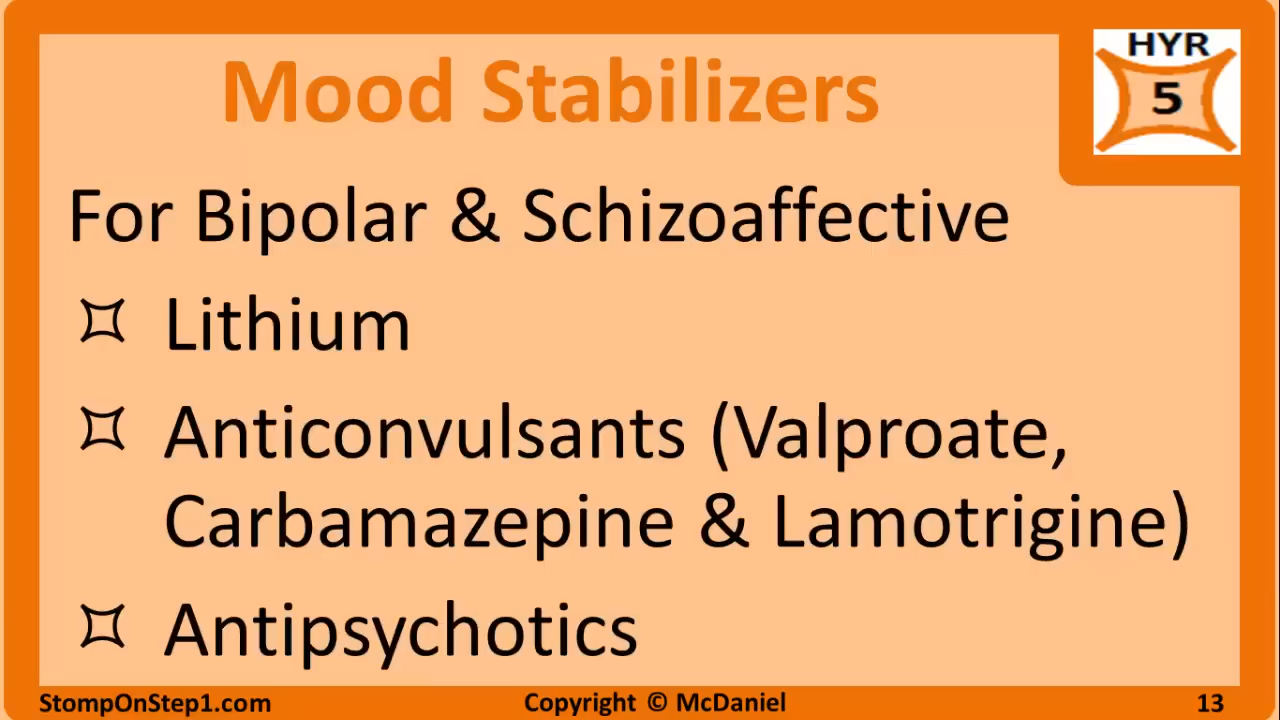 Mood Stabilizers
HYR
5
For Bipolar & Schizoaffective
¤ Lithium
¤ Anticonvulsants (Valproate,
Carbamazepine & Lamotrigine)
¤ Antipsychotics
StompOnStep1.com
Copyright © McDaniel
13